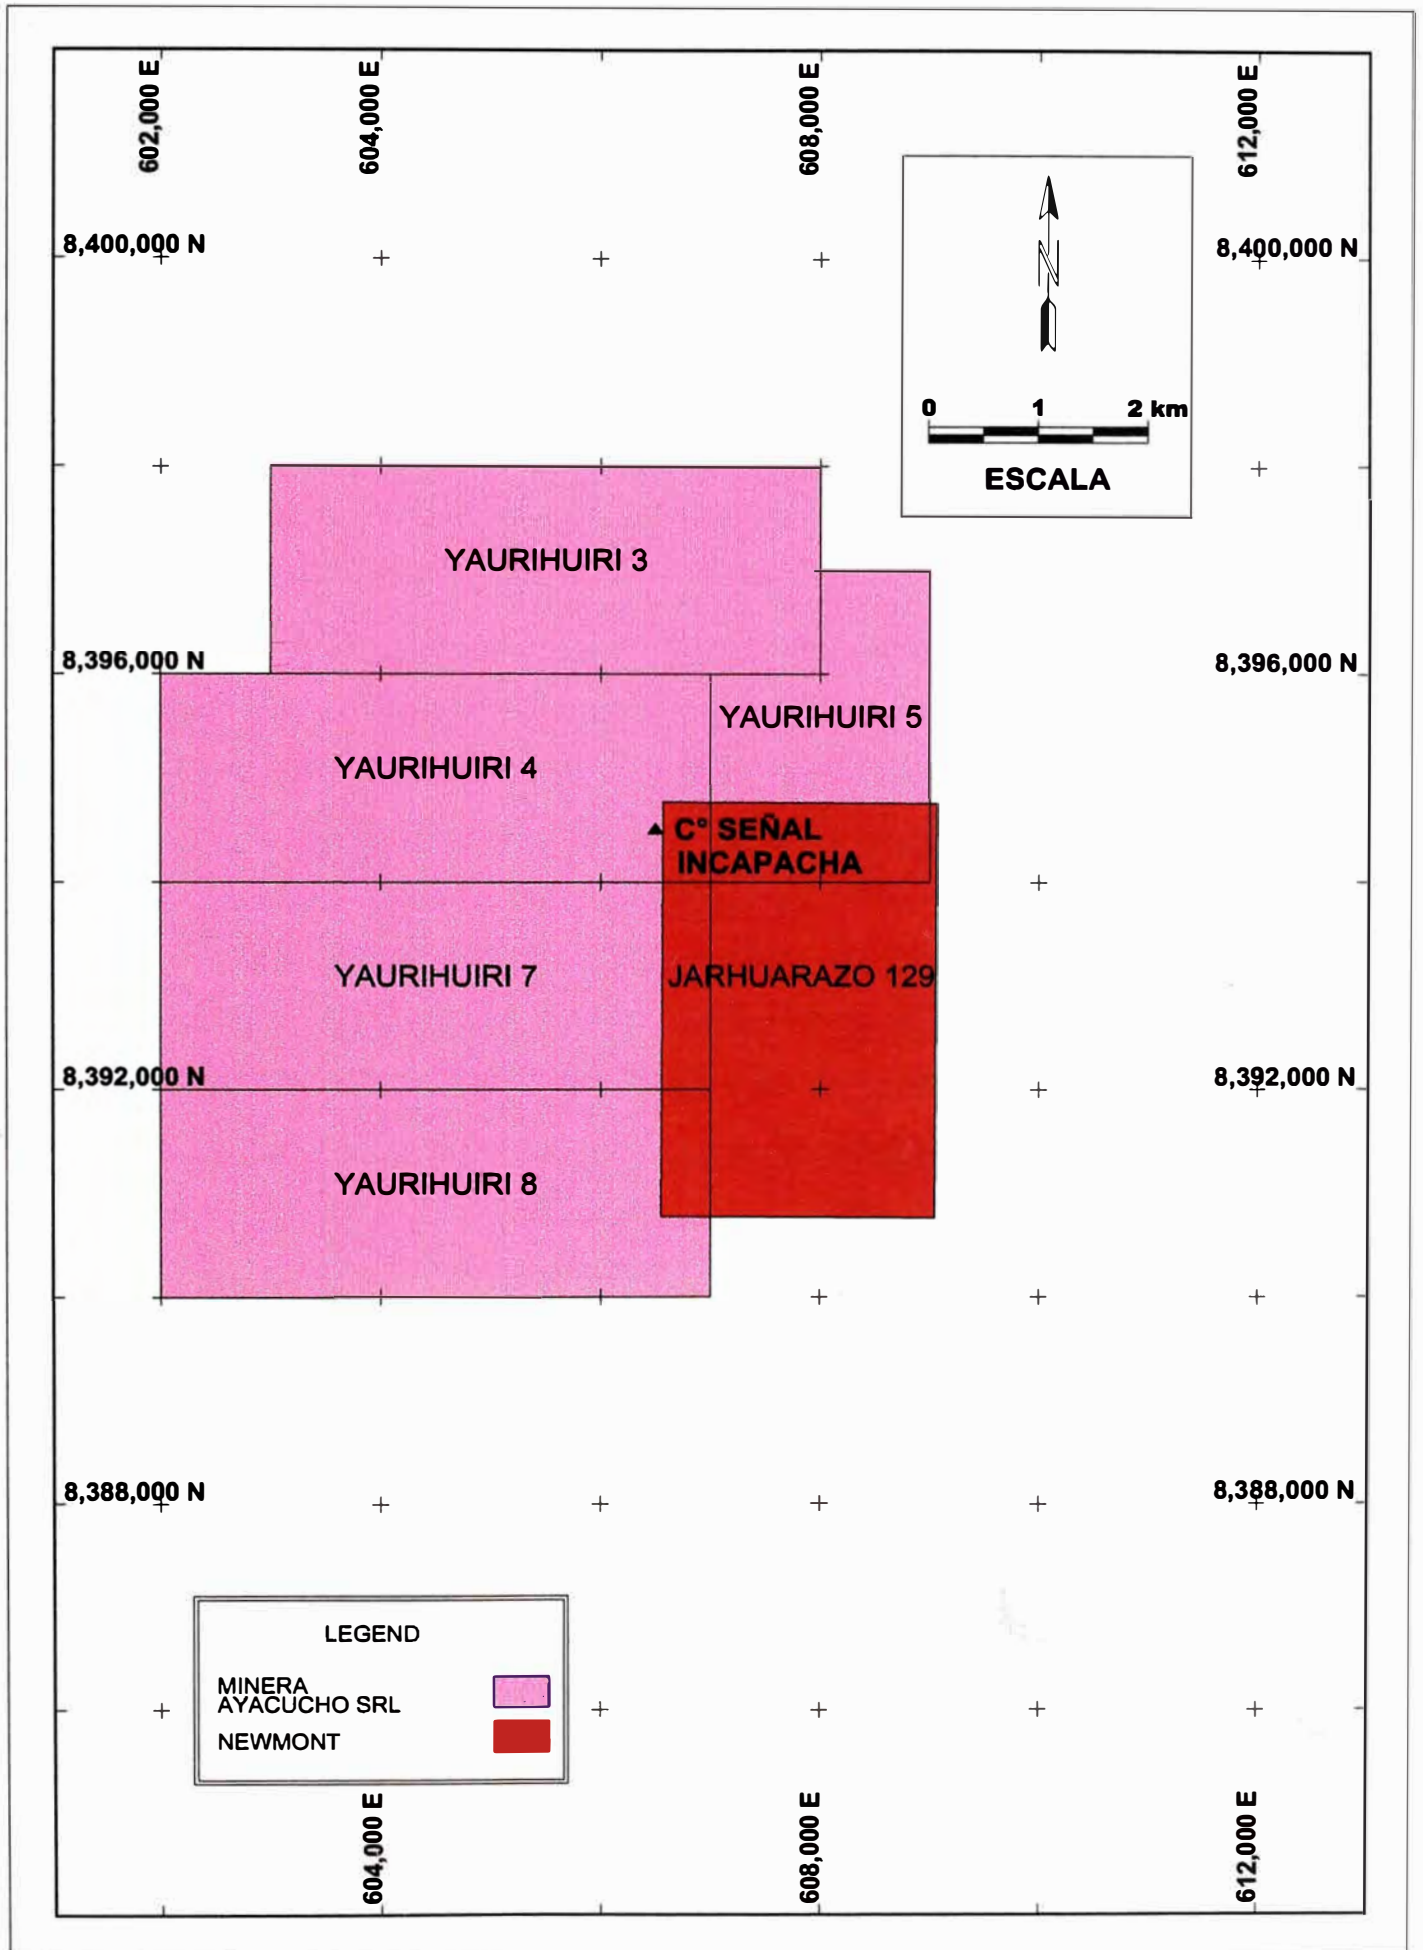 602,000 E
604,000 E
608,000 E
612,000 E
8,400,000 N
8,400,000 N
N
0 1 2 km
ESCALA
YAURIHUIRI 3
8,396,000 N
8,396,000 N
YAURIHUIRI 5
YAURIHUIRI 4
C° SEÑAL
INCAPACHA
YAURIHUIRI 7
JARHUARAZO 129
8,392,000 N
8,392,000 N
YAURIHUIRI 8
8,388,000 N
8,388,000 N
LEGEND
MINERA
AYACUCHO SRL
NEWMONT
604,000 E
608,000 E
612,000 E